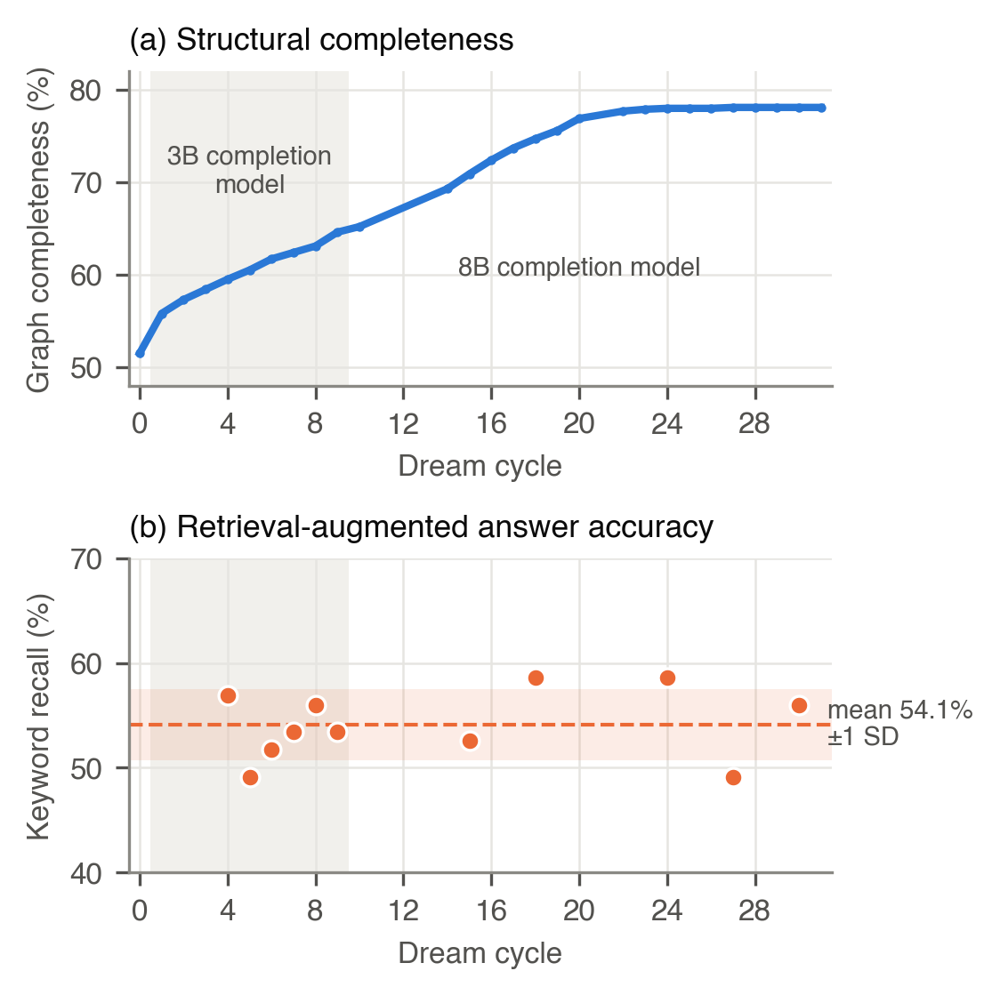 (a) Structural completeness
Graph completeness (%)
80
70
60
50
3B completion
model
8B completion model
0 4 8 12 16 20 24 28
Dream cycle
(b) Retrieval-augmented answer accuracy
Keyword recall (%)
70
60
50
40
mean 54.1%
±1 SD
0 4 8 12 16 20 24 28
Dream cycle